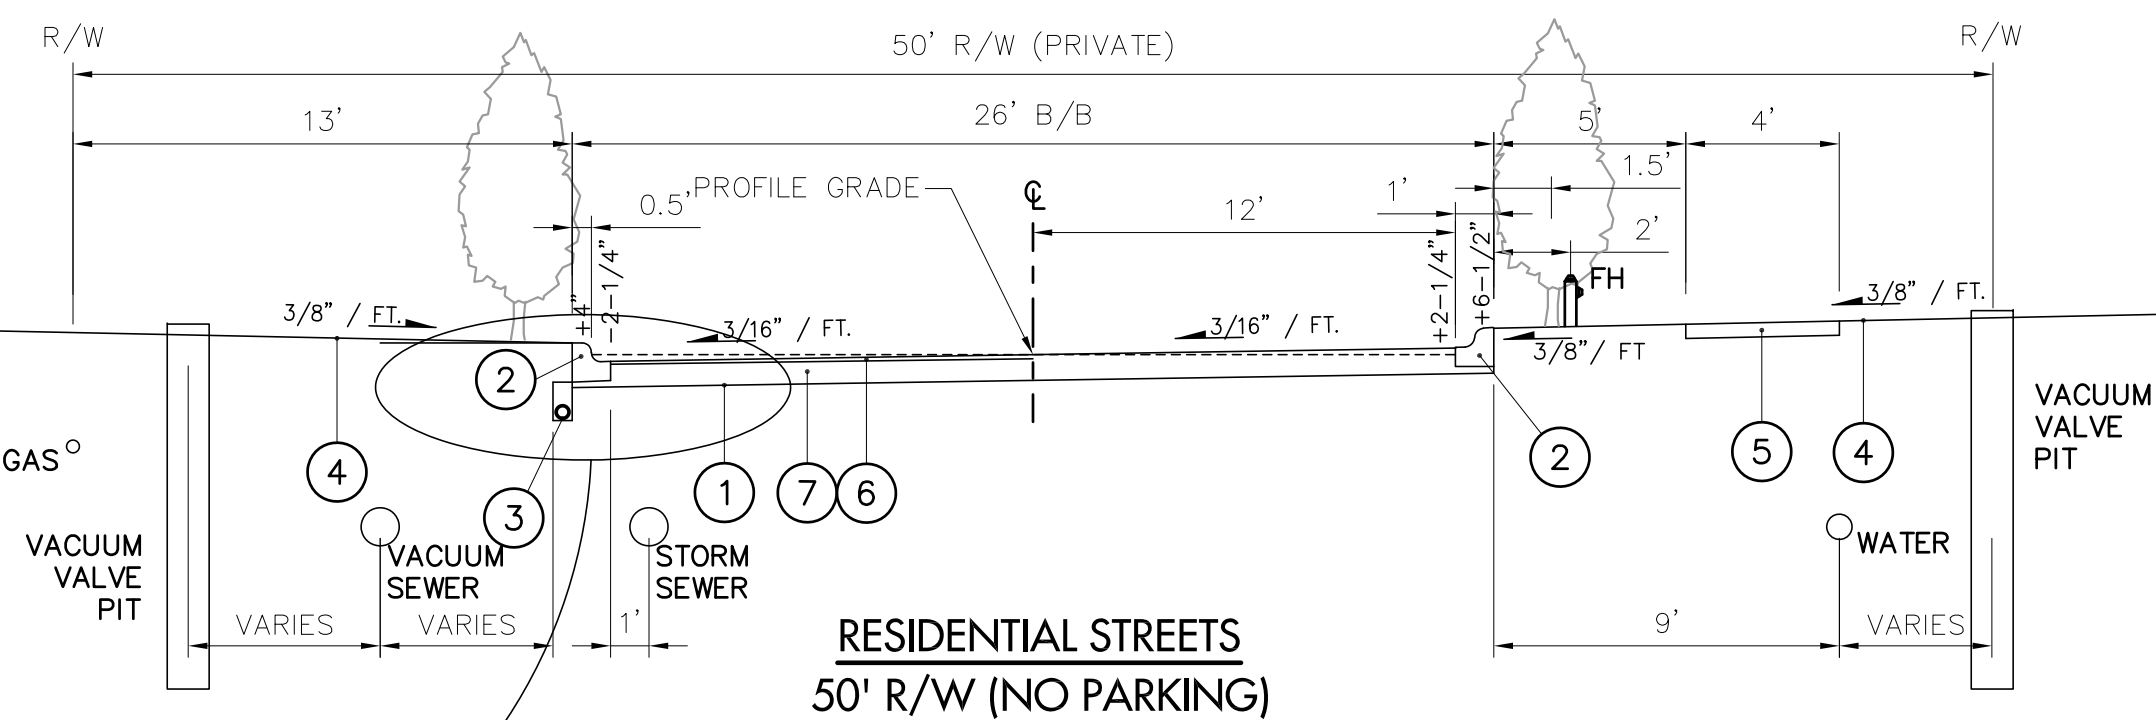 R/W
50' R/W (PRIVATE)
R/W
13'
26' B/B
5'
4'
1.5'
0.5'
PROFILE GRADE
℄
12'
1'
2'
+4"
-2-1/4"
+2-1/4"
+6-1/2"
FH
3/8" / FT.
3/16" / FT.
3/16" / FT.
3/8"/ FT
3/8" / FT.
2
4
3
1
7
6
2
5
4
GAS
VACUUM
VALVE
PIT
VACUUM
SEWER
STORM
SEWER
WATER
VACUUM
VALVE
PIT
VARIES
VARIES
1'
9'
VARIES
RESIDENTIAL STREETS
50' R/W (NO PARKING)